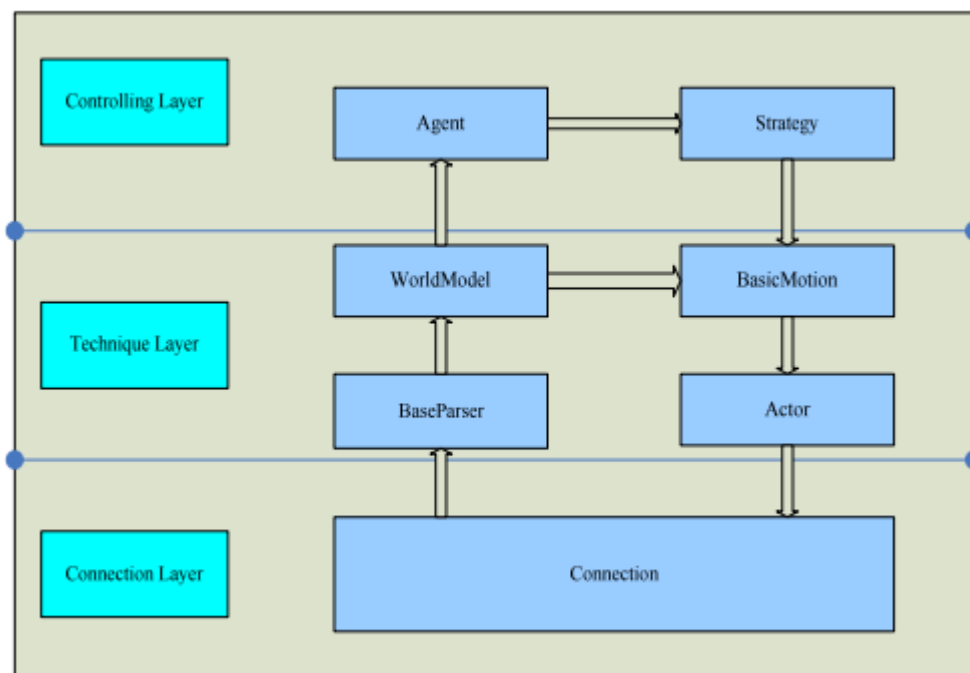 Controlling Layer
Agent
Strategy
WorldModel
BasicMotion
Technique Layer
BaseParser
Actor
Connection Layer
Connection